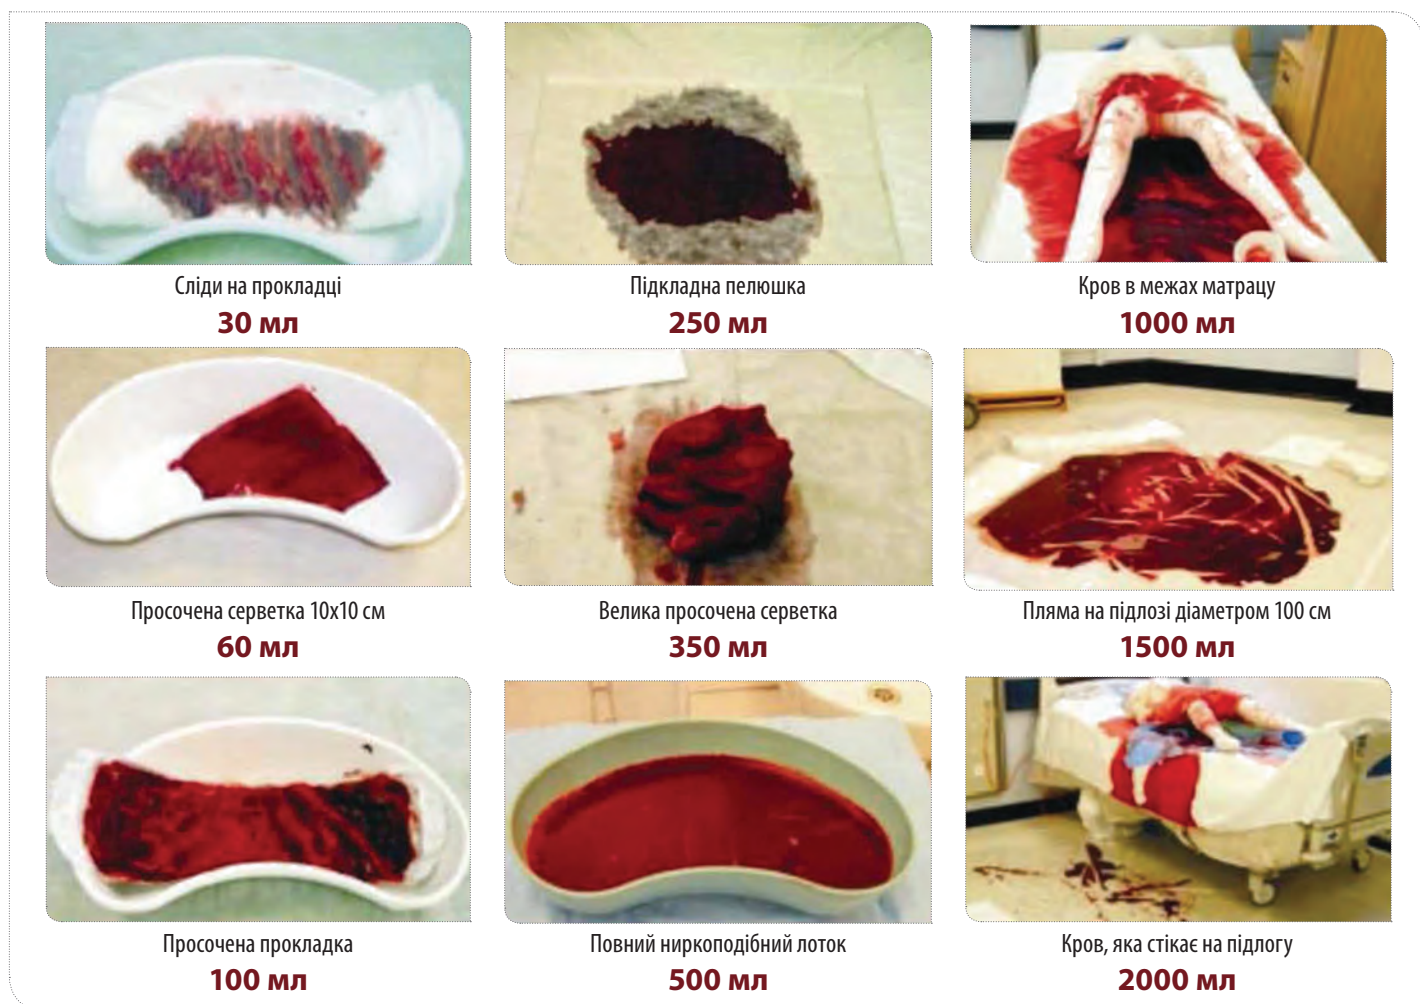 Сліди на прокладці
30 мл
Підкладна пелюшка
250 мл
Кров в межах матрацу
1000 мл
Просочена серветка 10х10 см
60 мл
Велика просочена серветка
350 мл
Пляма на підлозі діаметром 100 см
1500 мл
Просочена прокладка
100 мл
Повний ниркоподібний лоток
500 мл
Кров, яка стікає на підлогу
2000 мл